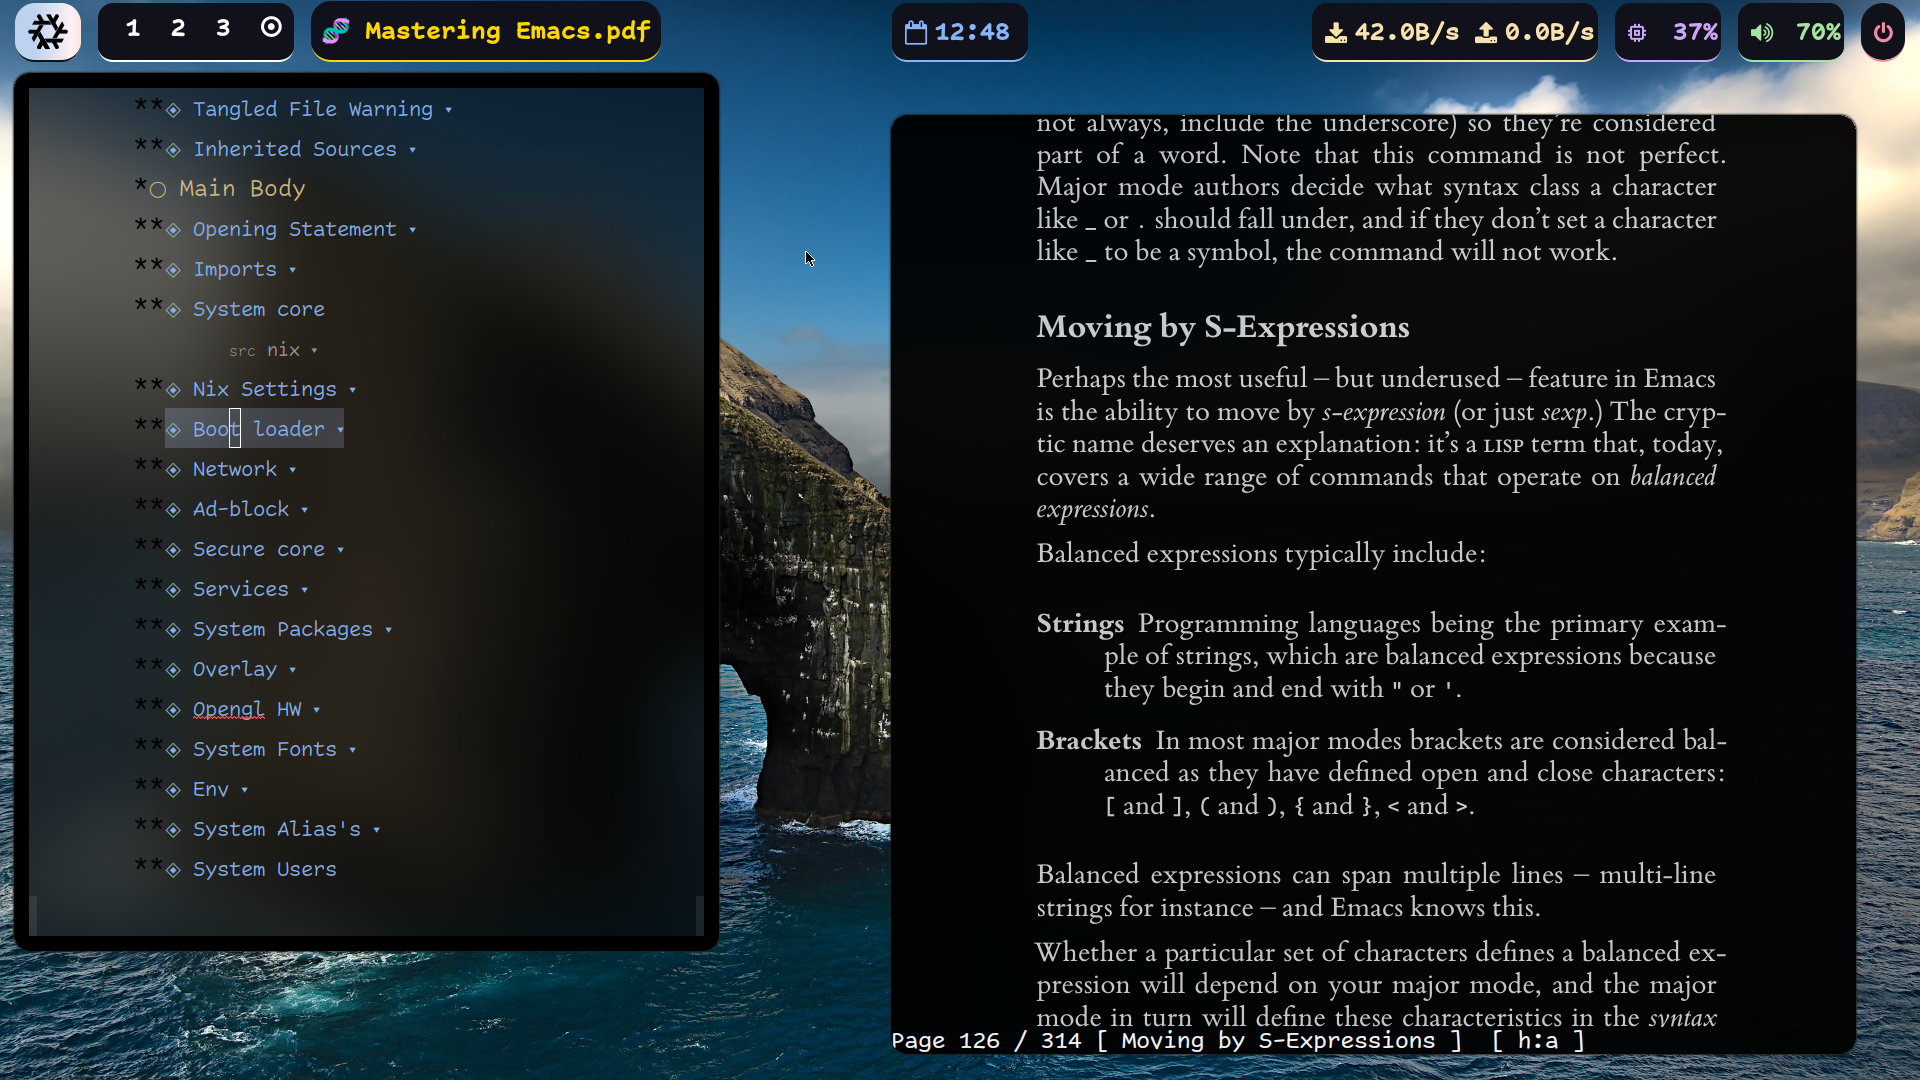 1 2 3
Mastering Emacs.pdf
12:48
42.0B/s 0.0B/s
37%
70%
**◈ Tangled File Warning ▾
**◈ Inherited Sources ▾
*○ Main Body
**◈ Opening Statement ▾
**◈ Imports ▾
**◈ System core
src nix ▾
**◈ Nix Settings ▾
**◈ Boot loader ▾
**◈ Network ▾
**◈ Ad-block ▾
**◈ Secure core ▾
**◈ Services ▾
**◈ System Packages ▾
**◈ Overlay ▾
**◈ Opengl HW ▾
**◈ System Fonts ▾
**◈ Env ▾
**◈ System Alias's ▾
**◈ System Users
not always, include the underscore) so they’re considered
part of a word. Note that this command is not perfect.
Major mode authors decide what syntax class a character
like _ or . should fall under, and if they don’t set a character
like _ to be a symbol, the command will not work.
Moving by S-Expressions
Perhaps the most useful – but underused – feature in Emacs
is the ability to move by s-expression (or just sexp.) The cryp-
tic name deserves an explanation: it’s a LISP term that, today,
covers a wide range of commands that operate on balanced
expressions.
Balanced expressions typically include:
Strings Programming languages being the primary exam-
ple of strings, which are balanced expressions because
they begin and end with " or '.
Brackets In most major modes brackets are considered bal-
anced as they have defined open and close characters:
[ and ], ( and ), { and }, < and >.
Balanced expressions can span multiple lines – multi-line
strings for instance – and Emacs knows this.
Whether a particular set of characters defines a balanced ex-
pression will depend on your major mode, and the major
mode in turn will define these characteristics in the syntax
Page 126 / 314 [ Moving by S-Expressions ] [ h:a ]